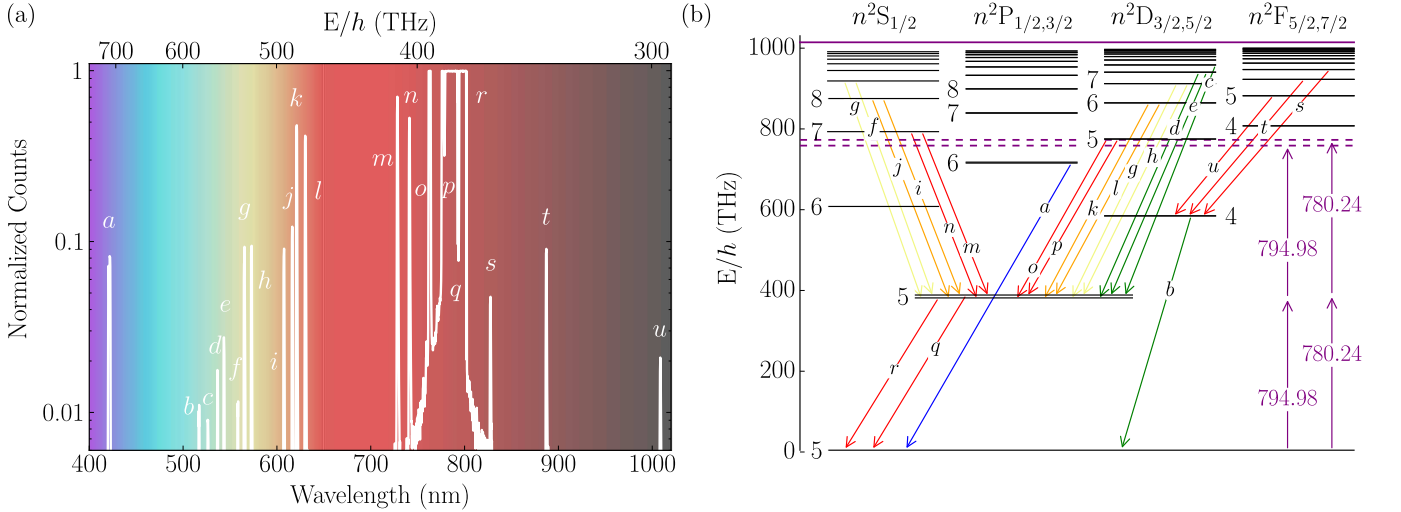 (a)
E/h (THz)
700 600 500 400 300
1
0.1
0.01
Normalized Counts
a
b
c
d
e
f
g
h
i
j
k
l
m
n
o
p
q
r
s
t
u
400 500 600 700 800 900 1000
Wavelength (nm)
(b)
n²S₁/₂ n²P₁/₂,₃/₂ n²D₃/₂,₅/₂ n²F₅/₂,₇/₂
1000
800
600
400
200
0
E/h (THz)
8
7
6
5
5
8
7
6
7
6
5
4
5
4
g
f
j
i
n
m
a
o
p
k
l
g
h
d
e
c
b
u
t
s
r
q
780.24
794.98
780.24
794.98